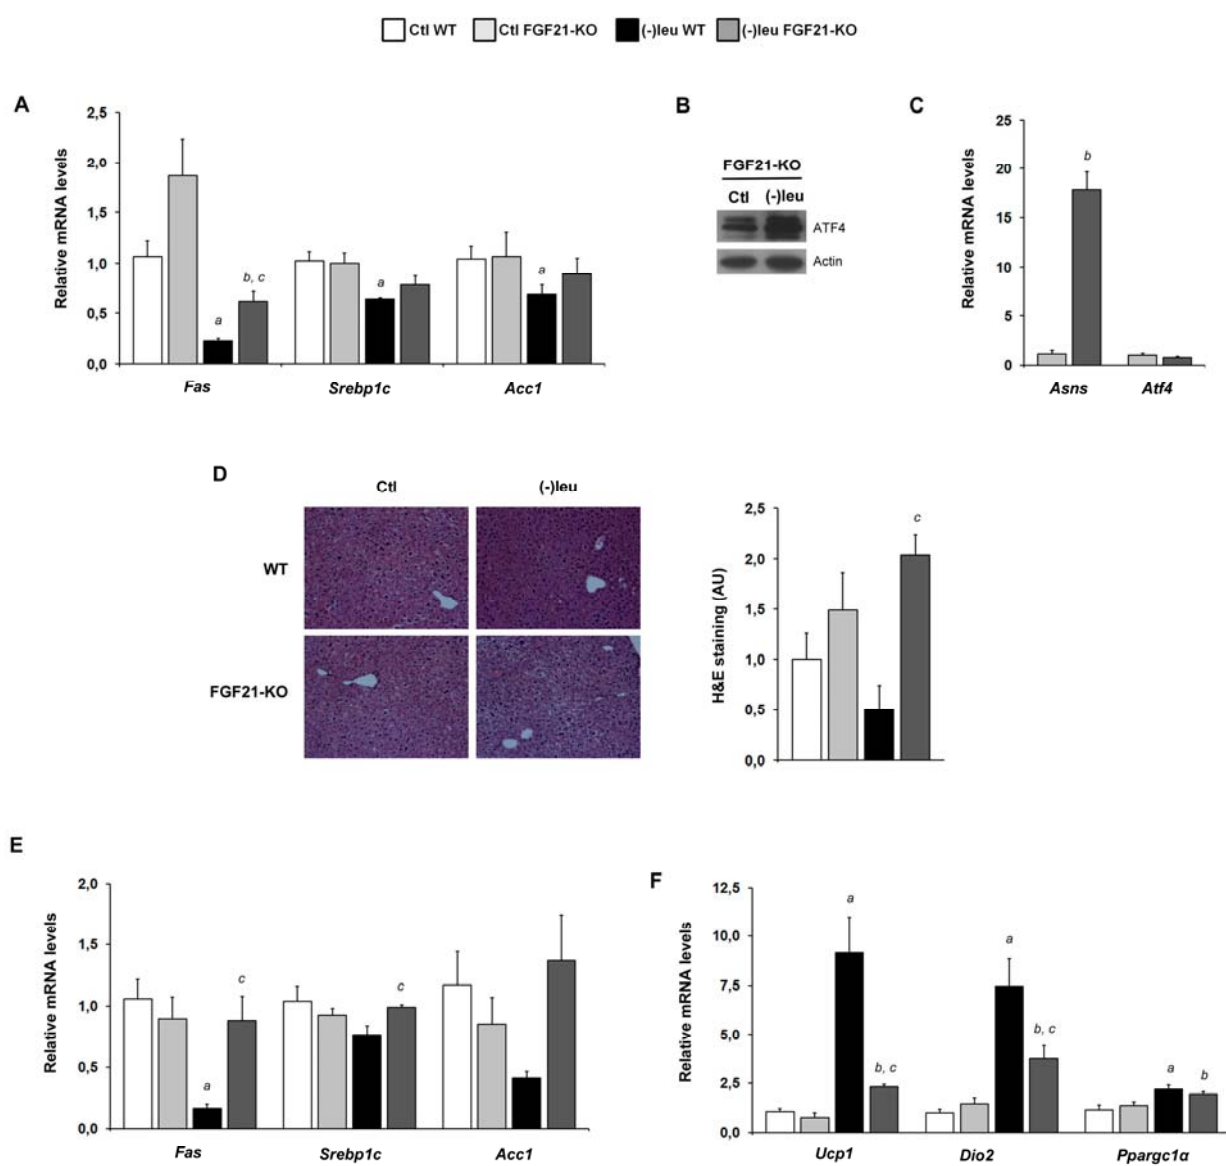 Ctl WT Ctl FGF21-KO (-)leu WT (-)leu FGF21-KO
A
Relative mRNA levels
2,5
2,0
1,5
1,0
0,5
0,0
a
b, c
a
a
Fas Srebp1c Acc1
B
FGF21-KO
Ctl (-)leu
ATF4
Actin
C
Relative mRNA levels
25
20
15
10
5
0
b
Asns Atf4
D
Ctl (-)leu
WT
FGF21-KO
H&E staining (AU)
2,5
2,0
1,5
1,0
0,5
0,0
c
E
Relative mRNA levels
2,0
1,5
1,0
0,5
0,0
a
c
c
Fas Srebp1c Acc1
F
Relative mRNA levels
12,5
10,0
7,5
5,0
2,5
0,0
a
b, c
a
b, c
a
b
Ucp1 Dio2 Ppargc1α